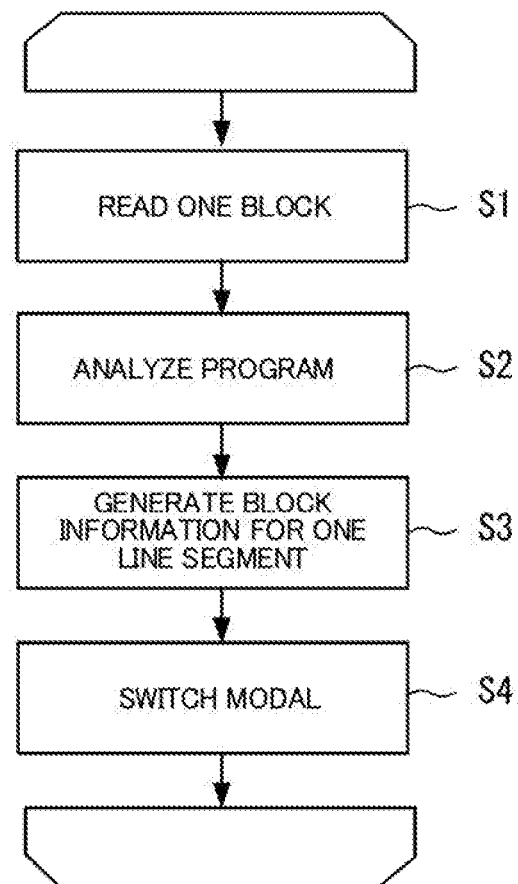 READ ONE BLOCK
S1
ANALYZE PROGRAM
S2
GENERATE BLOCK
INFORMATION FOR ONE
LINE SEGMENT
S3
SWITCH MODAL
S4